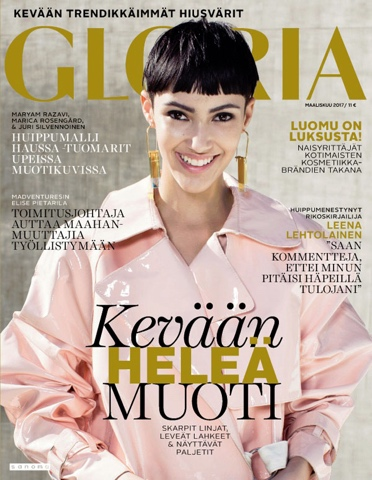 KEVÄÄN TRENDIKKÄIMMÄT HIUSVÄRIT
GLORIA
MAALISKUU 2017 / 11 €
MARYAM RAZAVI,
MARICA ROSENGÅRD,
& JURI SILVENNOINEN
HUIPPUMALLI
HAUSSA -TUOMARIT
UPEISSA
MUOTIKUVISSA
LUOMU ON
LUKSUSTA!
NAISYRITTÄJÄT
KOTIMAISTEN
KOSMETIIKKA-
BRÄNDIEN TAKANA
MADVENTURESIN
ELISE PIETARILA
TOIMITUSJOHTAJA
AUTTAA MAAHAN-
MUUTTAJIA
TYÖLLISTYMÄÄN
HUIPPUMENESTYNYT
RIKOSKIRJAILIJA
LEENA
LEHTOLAINEN
"SAAN
KOMMENTTEJA,
ETTEI MINUN
PITÄISI HÄPEILLÄ
TULOJANI"
Kevään
HELEÄ
MUOTI
SKARPIT LINJAT,
LEVEÄT LAHKEET
& NÄYTTÄVÄT
PALJETIT
sanoma